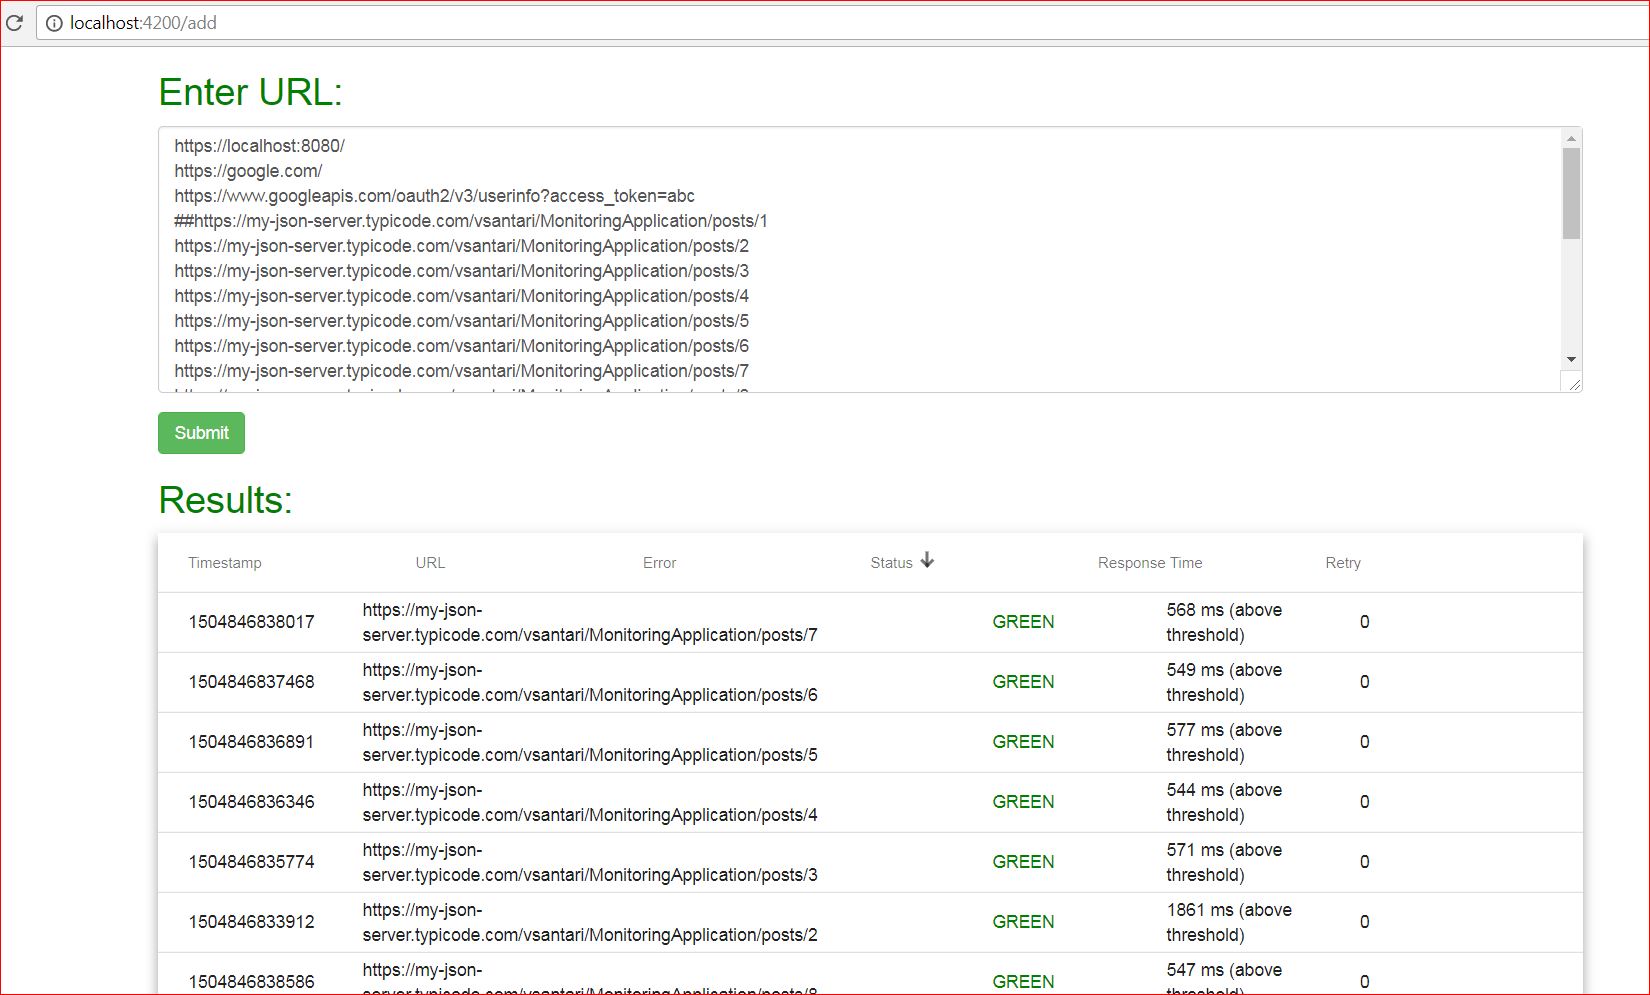 localhost:4200/add
Enter URL:
https://localhost:8080/
https://google.com/
https://www.googleapis.com/oauth2/v3/userinfo?access_token=abc
##https://my-json-server.typicode.com/vsantari/MonitoringApplication/posts/1
https://my-json-server.typicode.com/vsantari/MonitoringApplication/posts/2
https://my-json-server.typicode.com/vsantari/MonitoringApplication/posts/3
https://my-json-server.typicode.com/vsantari/MonitoringApplication/posts/4
https://my-json-server.typicode.com/vsantari/MonitoringApplication/posts/5
https://my-json-server.typicode.com/vsantari/MonitoringApplication/posts/6
https://my-json-server.typicode.com/vsantari/MonitoringApplication/posts/7
Submit
Results:
Timestamp URL Error Status Response Time Retry
https://my-json- 568 ms (above
1504846838017 GREEN 0
server.typicode.com/vsantari/MonitoringApplication/posts/7 threshold)
https://my-json- 549 ms (above
1504846837468 GREEN 0
server.typicode.com/vsantari/MonitoringApplication/posts/6 threshold)
https://my-json- 577 ms (above
1504846836891 GREEN 0
server.typicode.com/vsantari/MonitoringApplication/posts/5 threshold)
https://my-json- 544 ms (above
1504846836346 GREEN 0
server.typicode.com/vsantari/MonitoringApplication/posts/4 threshold)
https://my-json- 571 ms (above
1504846835774 GREEN 0
server.typicode.com/vsantari/MonitoringApplication/posts/3 threshold)
https://my-json- 1861 ms (above
1504846833912 GREEN 0
server.typicode.com/vsantari/MonitoringApplication/posts/2 threshold)
https://my-json- 547 ms (above
1504846838586 GREEN 0